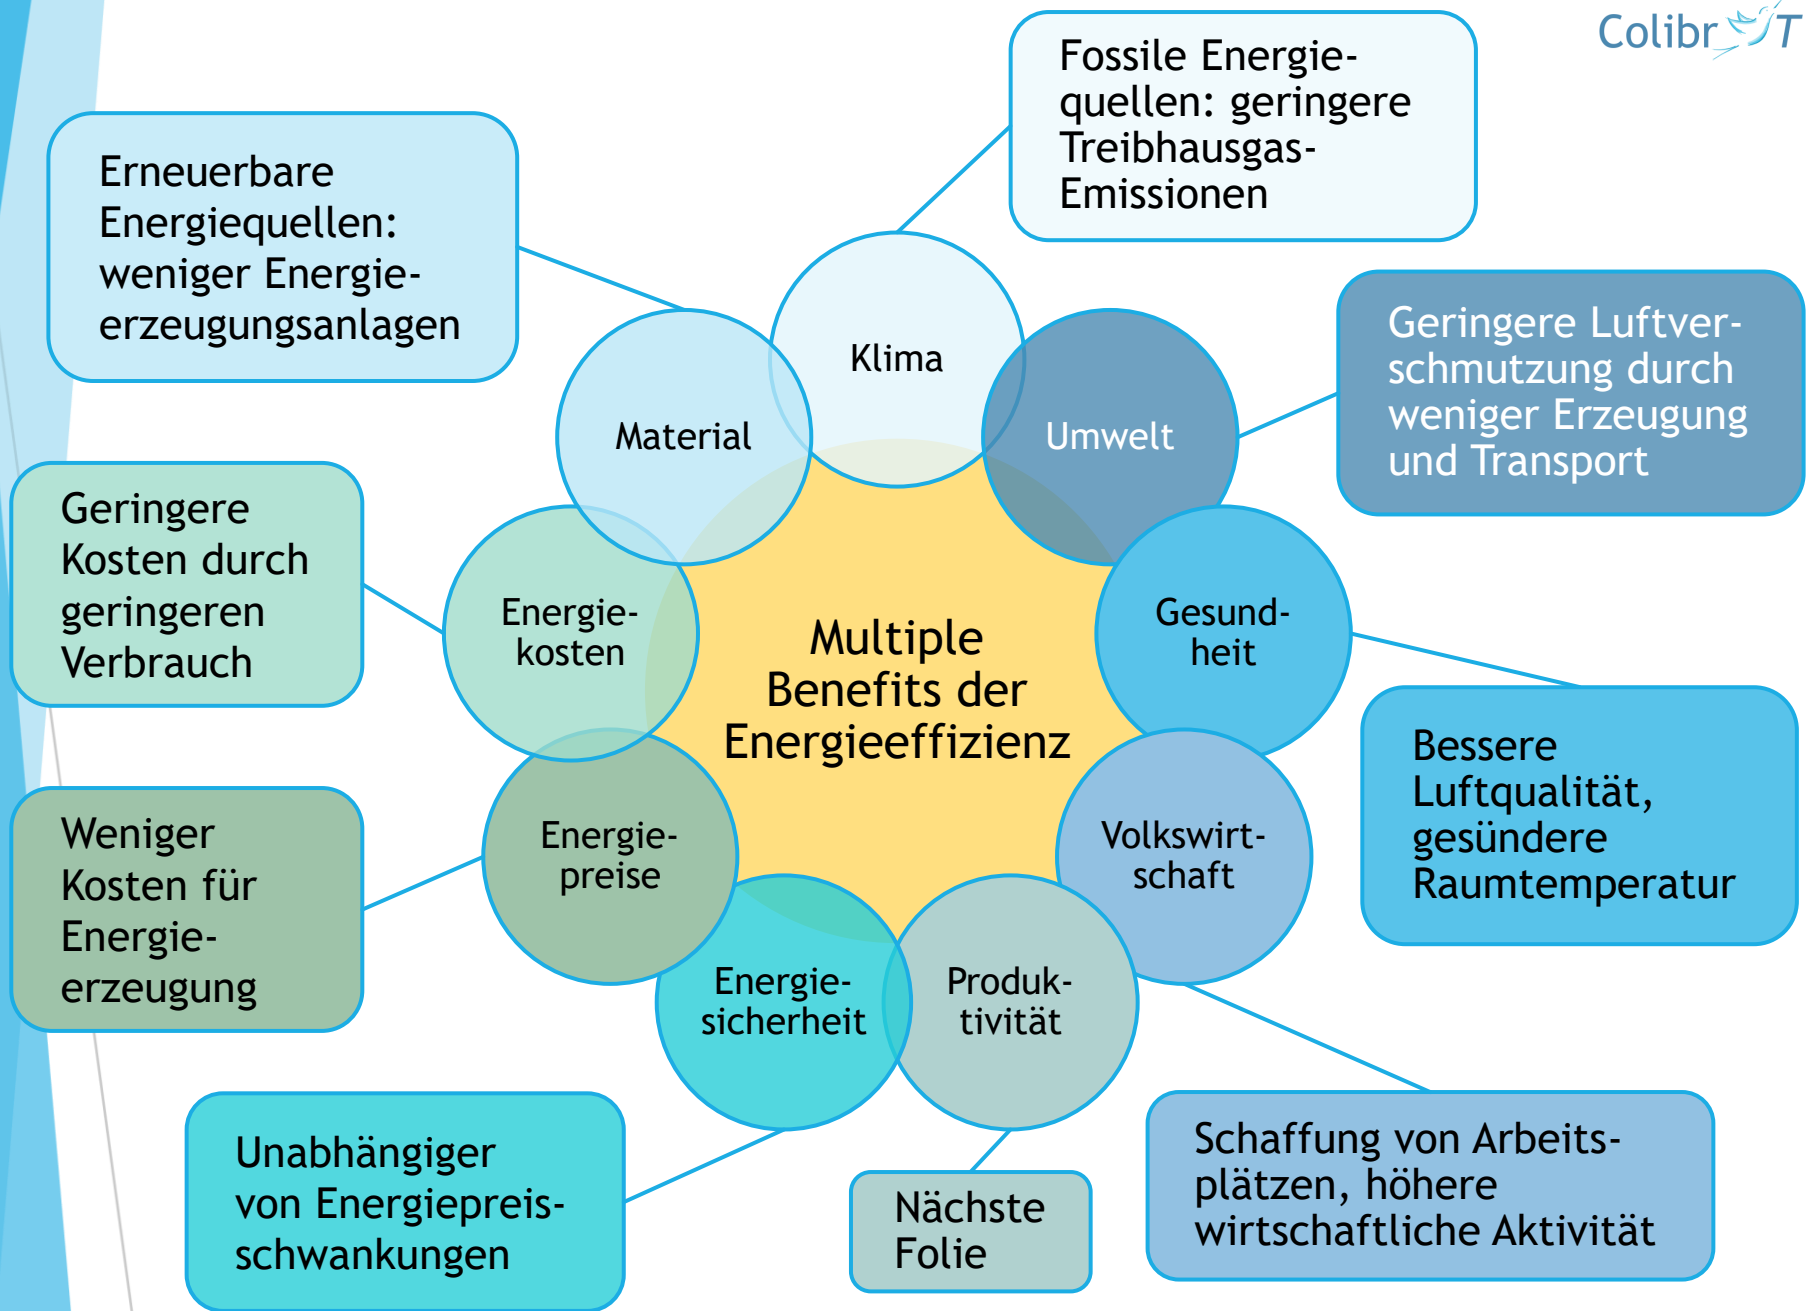 Colibr T
Fossile Energie-
quellen: geringere
Treibhausgas-
Emissionen
Erneuerbare
Energiequellen:
weniger Energie-
erzeugungsanlagen
Geringere Luftver-
schmutzung durch
weniger Erzeugung
und Transport
Klima
Material
Umwelt
Geringere
Kosten durch
geringeren
Verbrauch
Energie-
kosten
Multiple
Benefits der
Energieeffizienz
Gesund-
heit
Bessere
Luftqualität,
gesündere
Raumtemperatur
Weniger
Kosten für
Energie-
erzeugung
Energie-
preise
Volkswirt-
schaft
Energie-
sicherheit
Produk-
tivität
Unabhängiger
von Energiepreis-
schwankungen
Nächste
Folie
Schaffung von Arbeits-
plätzen, höhere
wirtschaftliche Aktivität